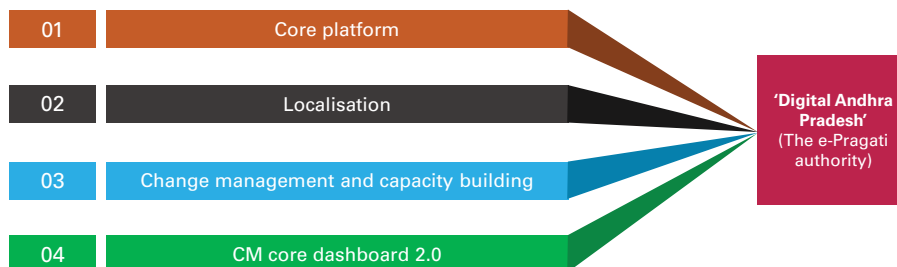 01
Core platform
02
Localisation
03
Change management and capacity building
04
CM core dashboard 2.0
‘Digital Andhra
Pradesh’
(The e-Pragati
authority)